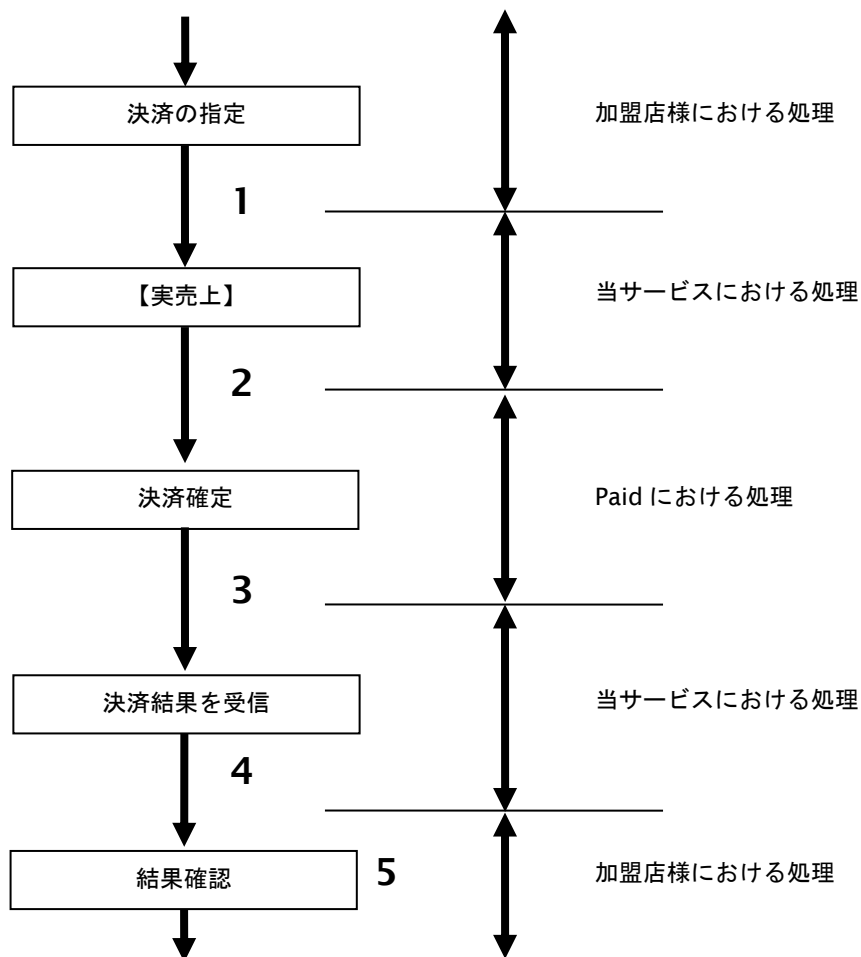 決済の指定
加盟店様における処理
1
【実売上】
当サービスにおける処理
2
決済確定
Paid における処理
3
決済結果を受信
当サービスにおける処理
4
結果確認
5
加盟店様における処理